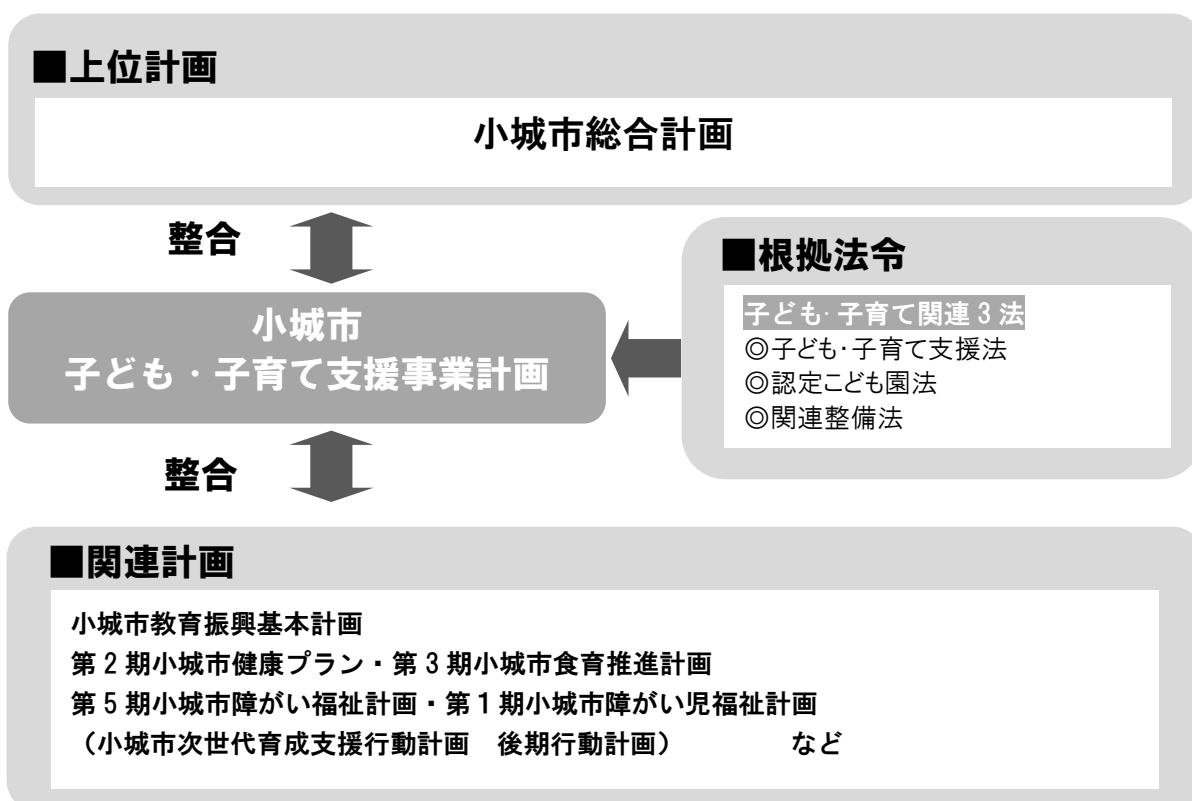 ■上位計画
小城市総合計画
整合
■根拠法令
子ども・子育て関連3法
◎子ども・子育て支援法
◎認定こども園法
◎関連整備法
小城市
子ども・子育て支援事業計画
整合
■関連計画
小城市教育振興基本計画
第2期小城市健康プラン・第3期小城市食育推進計画
第5期小城市障がい福祉計画・第1期小城市障がい児福祉計画
（小城市次世代育成支援行動計画　後期行動計画）　　　　など